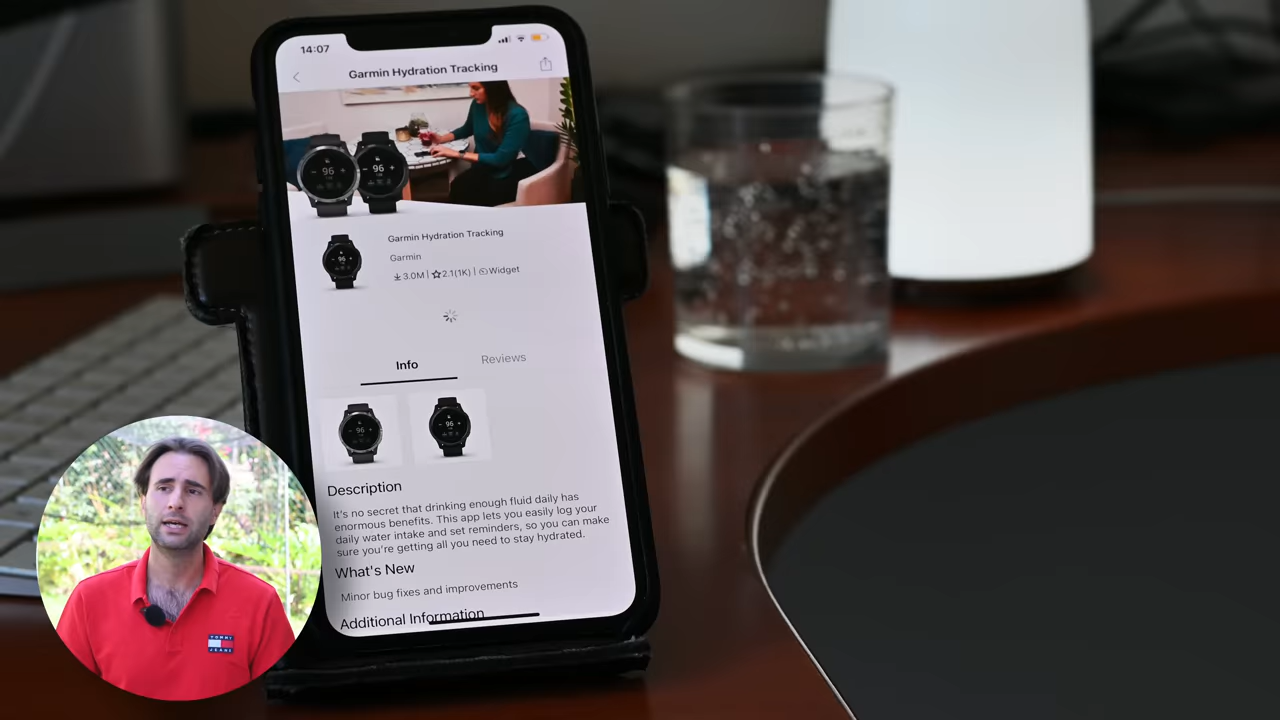 14:07
Garmin Hydration Tracking
96
96
Garmin Hydration Tracking
Garmin
3.0M | 2.1(1K) | Widget
Info
Reviews
Description
It's no secret that drinking enough fluid daily has
enormous benefits. This app lets you easily log your
daily water intake and set reminders, so you can make
sure you're getting all you need to stay hydrated.
What's New
Minor bug fixes and improvements
Additional Information
TOMMY
JEANS